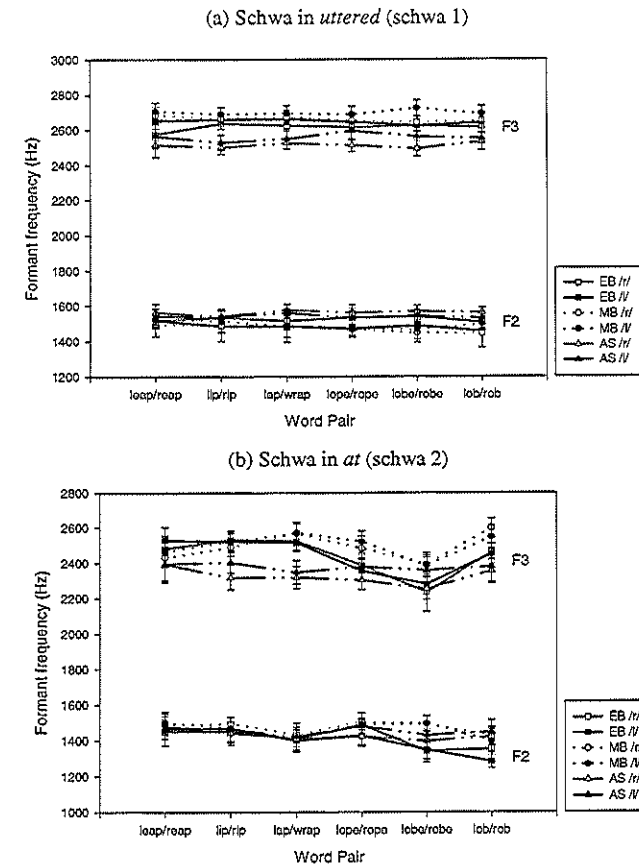 (a) Schwa in uttered (schwa 1)
3000
2800
2600
2400
2200
2000
1800
1600
1400
1200
Formant frequency (Hz)
F3
F2
EB /r/
EB /l/
MB /r/
MB /l/
AS /r/
AS /l/
leap/reap lip/rip lap/wrap lope/rope lobe/robe lob/rob
Word Pair
(b) Schwa in at (schwa 2)
2800
2600
2400
2200
2000
1800
1600
1400
1200
1000
Formant frequency (Hz)
F3
F2
EB /r/
EB /l/
MB /r/
MB /l/
AS /r/
AS /l/
leap/reap lip/rip lap/wrap lope/rope lobe/robe lob/rob
Word Pair